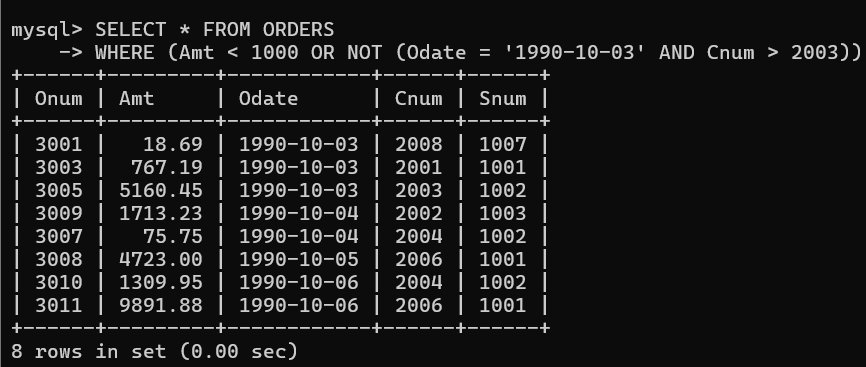 mysql> SELECT * FROM ORDERS
    -> WHERE (Amt < 1000 OR NOT (Odate = '1990-10-03' AND Cnum > 2003))
+------+---------+------------+------+------+
| Onum | Amt     | Odate      | Cnum | Snum |
+------+---------+------------+------+------+
| 3001 |   18.69 | 1990-10-03 | 2008 | 1007 |
| 3003 |  767.19 | 1990-10-03 | 2001 | 1001 |
| 3005 | 5160.45 | 1990-10-03 | 2003 | 1002 |
| 3009 | 1713.23 | 1990-10-04 | 2002 | 1003 |
| 3007 |   75.75 | 1990-10-04 | 2004 | 1002 |
| 3008 | 4723.00 | 1990-10-05 | 2006 | 1001 |
| 3010 | 1309.95 | 1990-10-06 | 2004 | 1002 |
| 3011 | 9891.88 | 1990-10-06 | 2006 | 1001 |
+------+---------+------------+------+------+
8 rows in set (0.00 sec)